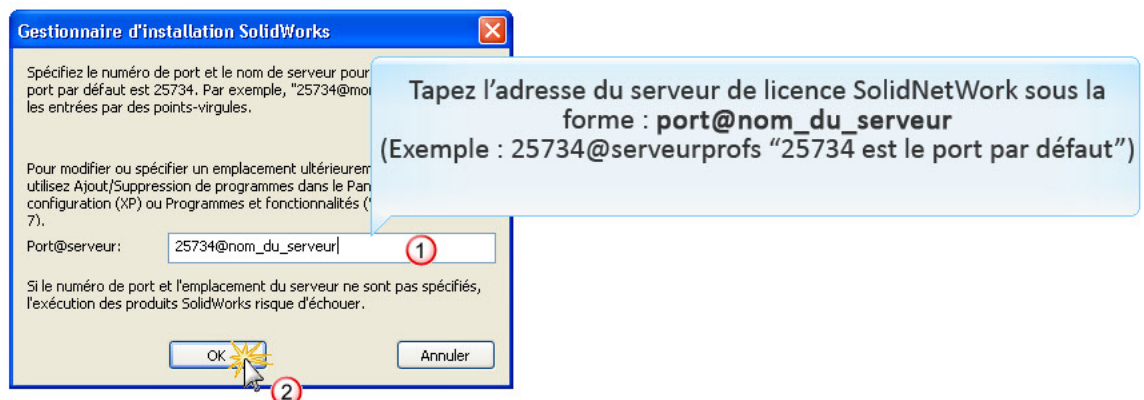 Gestionnaire d'installation SolidWorks
Spécifiez le numéro de port et le nom de serveur pour
port par défaut est 25734. Par exemple, "25734@mo
les entrées par des points-virgules.
Tapez l'adresse du serveur de licence SolidNetWork sous la
forme : port@nom_du_serveur
(Exemple : 25734@serveurprofs “25734 est le port par défaut”)
Pour modifier ou spécifier un emplacement ultérieurem
utilisez Ajout/Suppression de programmes dans le Pan
configuration (XP) ou Programmes et fonctionnalités (
7).
Port@serveur: 25734@nom_du_serveur 1
Si le numéro de port et l'emplacement du serveur ne sont pas spécifiés,
l'exécution des produits SolidWorks risque d'échouer.
OK Annuler
2